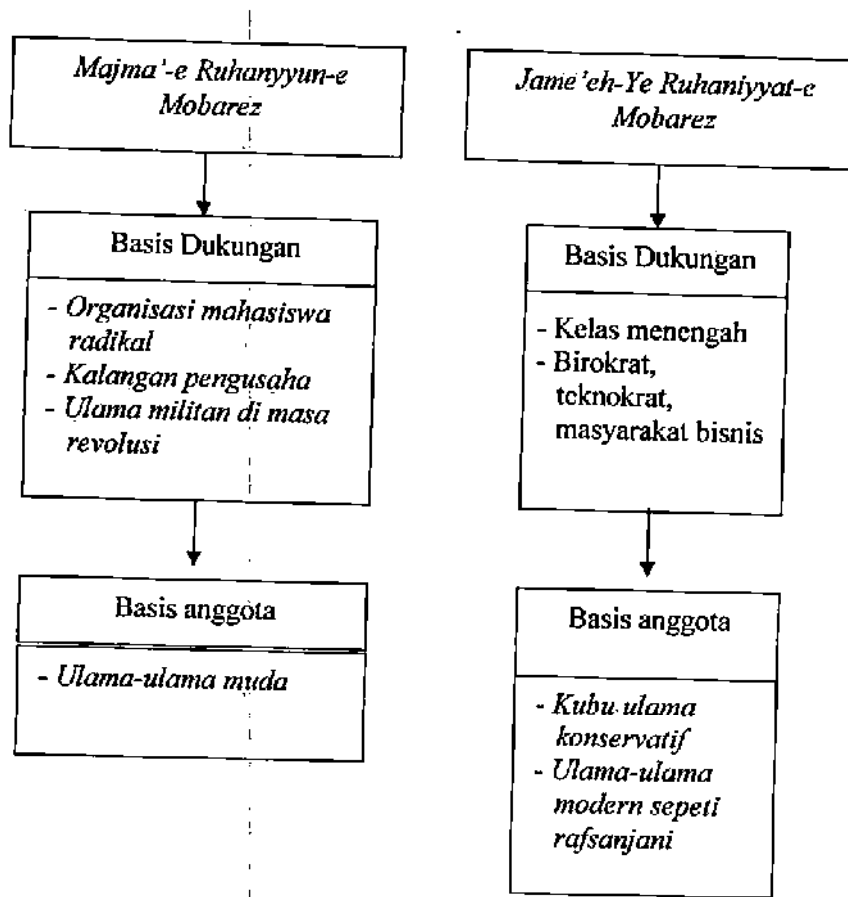 Majma'-e Ruhanyyun-e
Mobarez
Basis Dukungan
- Organisasi mahasiswa
radikal
- Kalangan pengusaha
- Ulama militan di masa
revolusi
Basis anggota
- Ulama-ulama muda
Jame'eh-Ye Ruhaniyyat-e
Mobarez
Basis Dukungan
- Kelas menengah
- Birokrat,
teknokrat,
masyarakat bisnis
Basis anggota
- Kubu ulama
konservatif
- Ulama-ulama
modern sepeti
rafsanjani